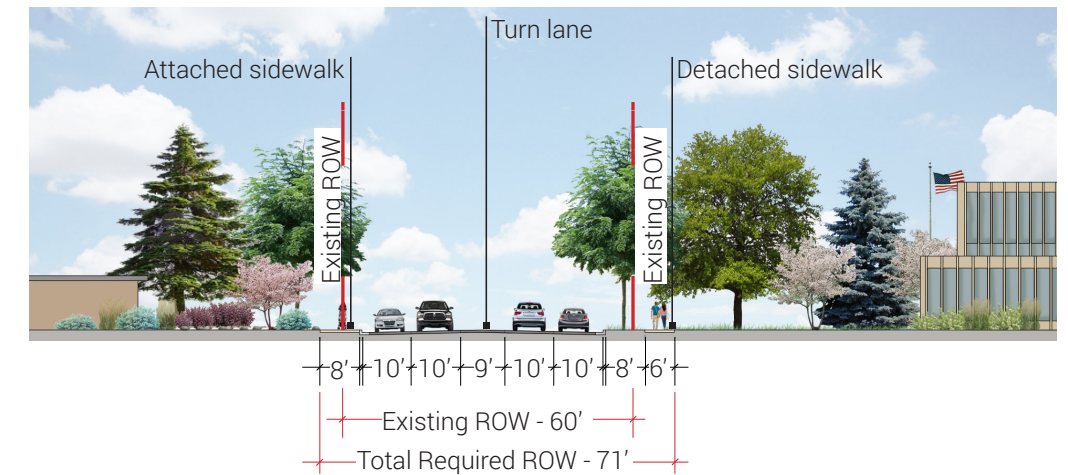 Turn lane
Attached sidewalk
Detached sidewalk
Existing ROW
Existing ROW
8’ 10’ 10’ 9’ 10’ 10’ 8’ 6’
Existing ROW - 60’
Total Required ROW - 71’